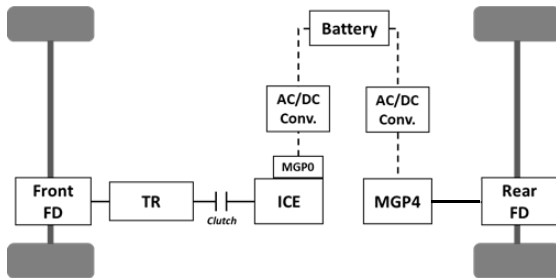 Battery
AC/DC
Conv.
AC/DC
Conv.
MGP0
Front
FD
TR
Clutch
ICE
MGP4
Rear
FD